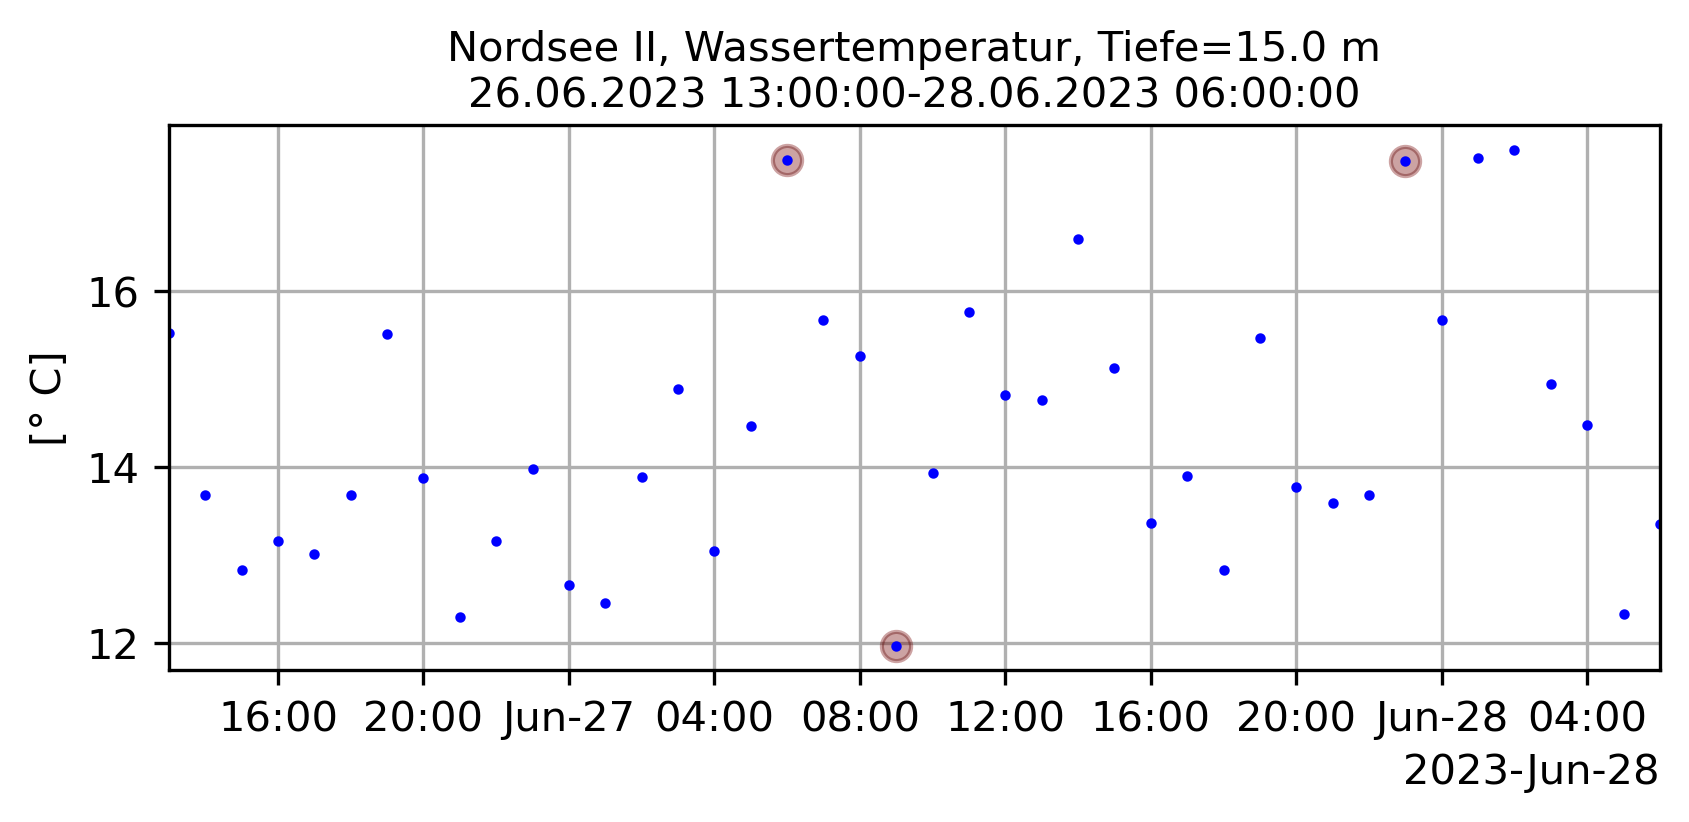 Nordsee II, Wassertemperatur, Tiefe=15.0 m
26.06.2023 13:00:00-28.06.2023 06:00:00
[° C]
16
14
12
16:00 20:00 Jun-27 04:00 08:00 12:00 16:00 20:00 Jun-28 04:00
2023-Jun-28